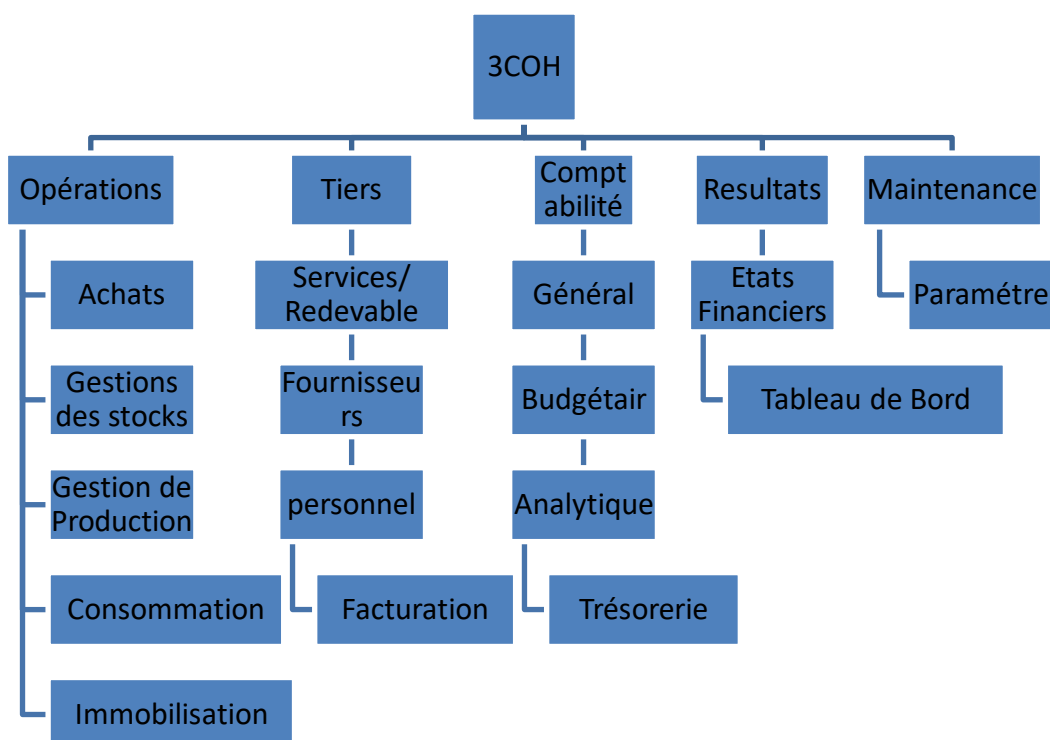 3COH
Opérations
Tiers
Compt
abilité
Resultats
Maintenance
Achats
Services/
Redevable
Général
Etats
Financiers
Paramétre
Gestions
des stocks
Fournisseu
rs
Budgétair
Tableau de Bord
Gestion de
Production
personnel
Analytique
Consommation
Facturation
Trésorerie
Immobilisation